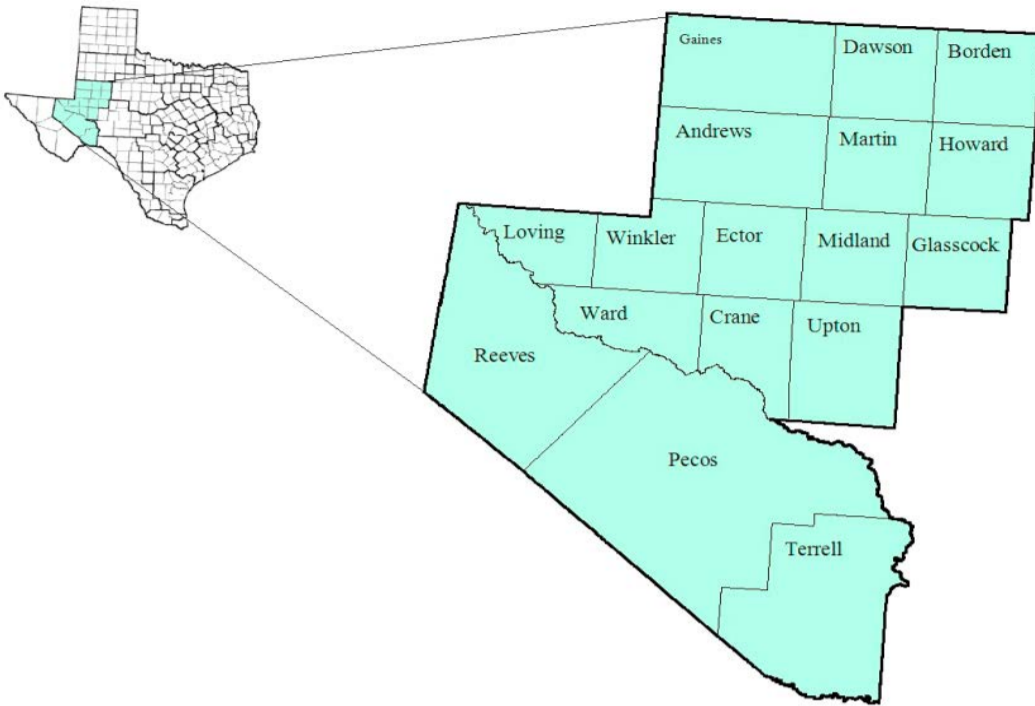 Gaines
Dawson
Borden
Andrews
Martin
Howard
Loving
Winkler
Ector
Midland
Glasscock
Ward
Crane
Upton
Reeves
Pecos
Terrell